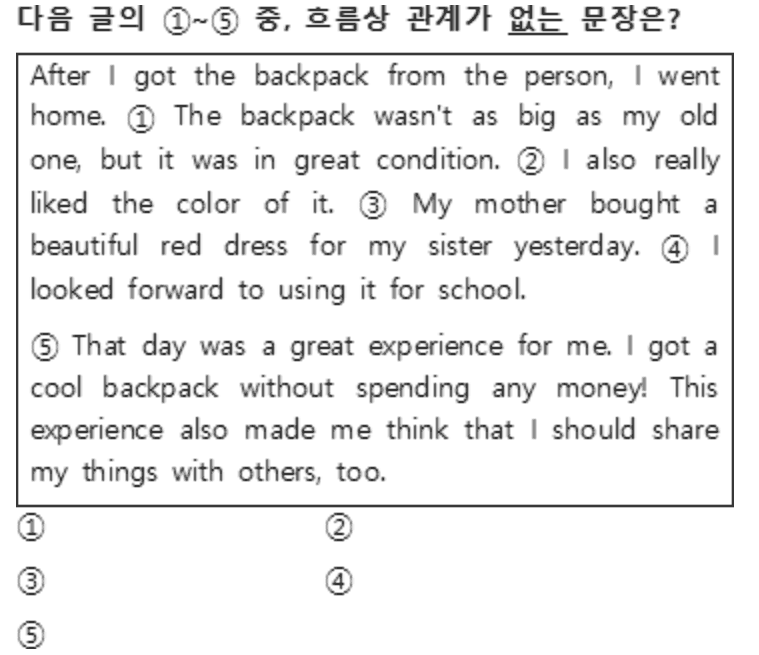 다음 글의 ①~⑤ 중, 흐름상 관계가 없는 문장은?
After I got the backpack from the person, I went
home. ① The backpack wasn't as big as my old
one, but it was in great condition. ② I also really
liked the color of it. ③ My mother bought a
beautiful red dress for my sister yesterday. ④ I
looked forward to using it for school.
⑤ That day was a great experience for me. I got a
cool backpack without spending any money! This
experience also made me think that I should share
my things with others, too.
① ②
③ ④
⑤